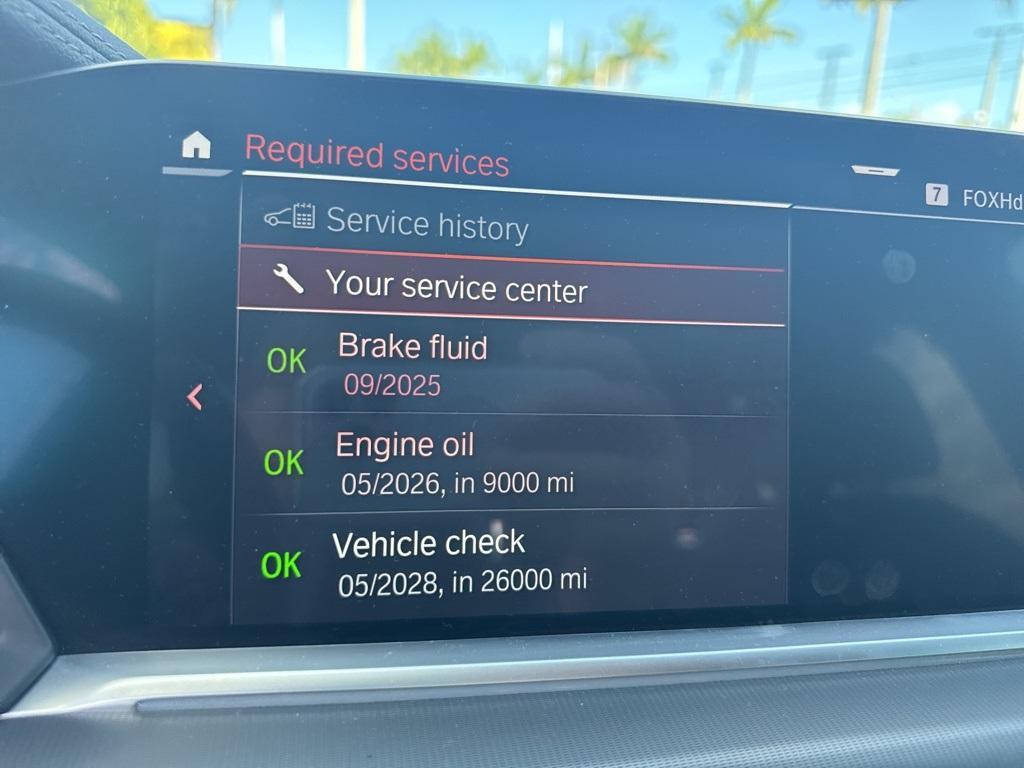 Required services
7 FOXHd
Service history
Your service center
OK Brake fluid
09/2025
OK Engine oil
05/2026, in 9000 mi
OK Vehicle check
05/2028, in 26000 mi